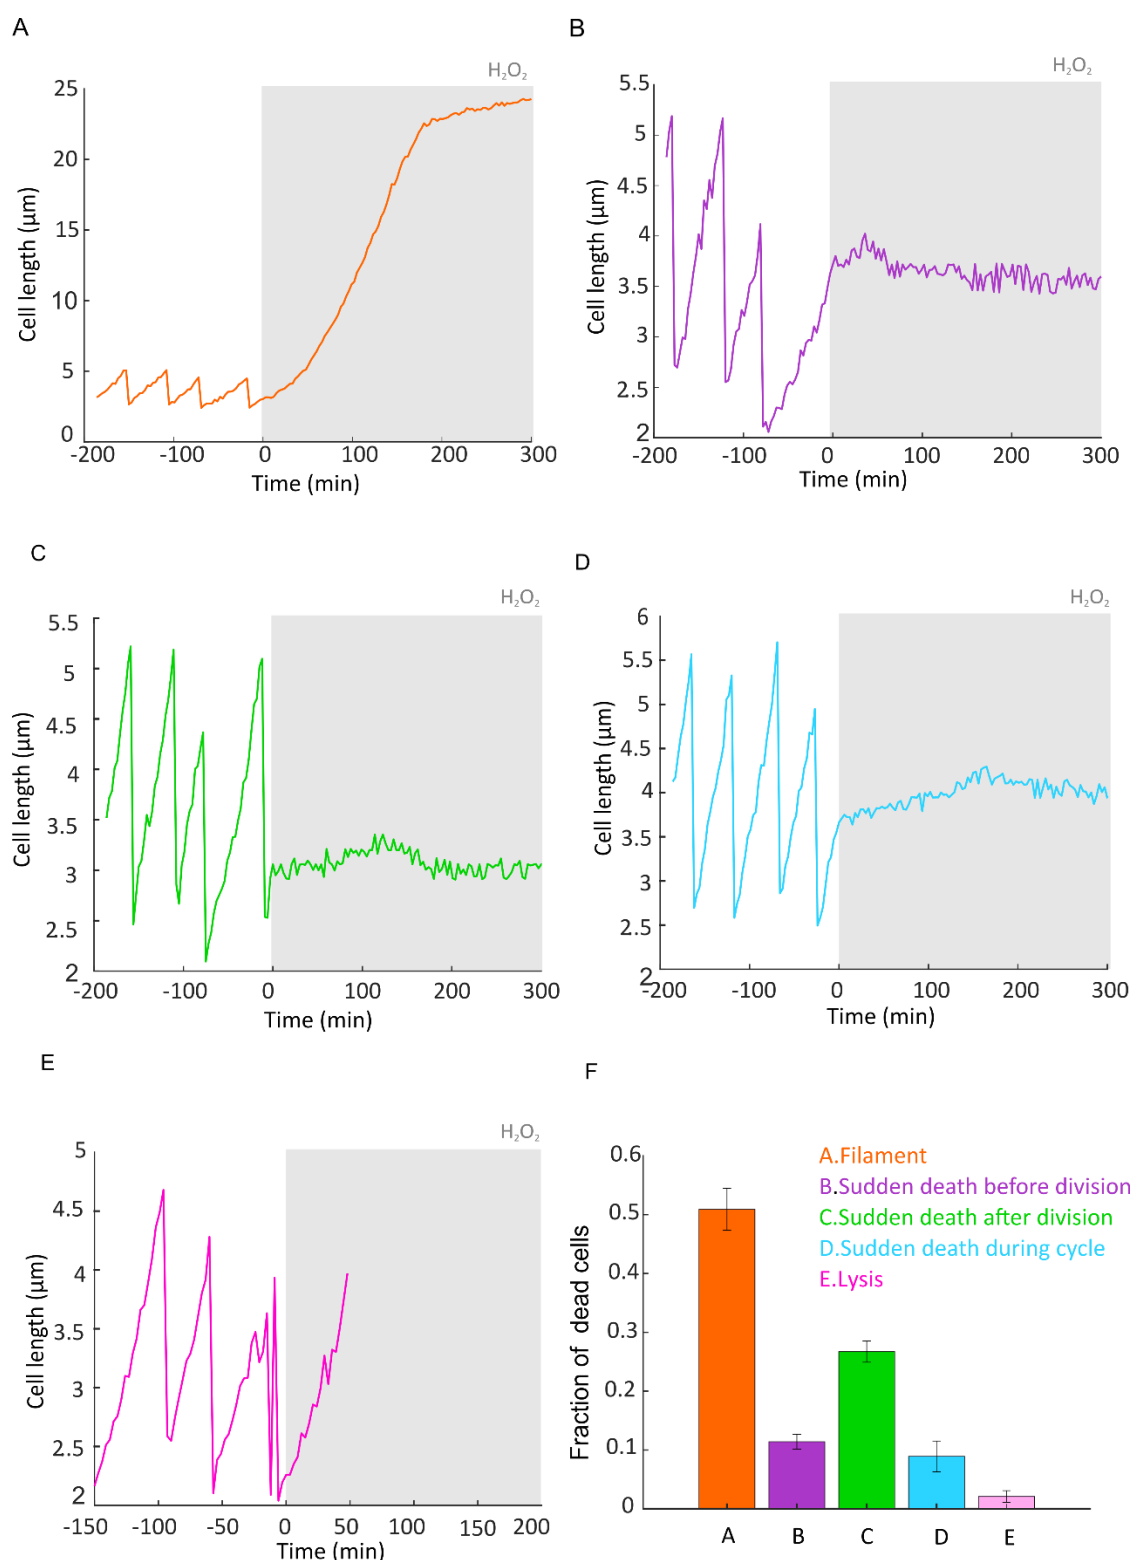 A
H₂O₂
Cell length (µm)
25
20
15
10
5
0
-200
-100
0
100
200
300
Time (min)
B
H₂O₂
Cell length (µm)
5.5
5
4.5
4
3.5
3
2.5
2
-200
-100
0
100
200
300
Time (min)
C
H₂O₂
Cell length (µm)
5.5
5
4.5
4
3.5
3
2.5
2
-200
-100
0
100
200
300
Time (min)
D
H₂O₂
Cell length (µm)
6
5.5
5
4.5
4
3.5
3
2.5
2
-200
-100
0
100
200
300
Time (min)
E
H₂O₂
Cell length (µm)
5
4.5
4
3.5
3
2.5
2
-150
-100
-50
0
50
100
150
200
Time (min)
F
Fraction of dead cells
0.6
0.5
0.4
0.3
0.2
0.1
0
A.Filament
B.Sudden death before division
C.Sudden death after division
D.Sudden death during cycle
E.Lysis
A
B
C
D
E